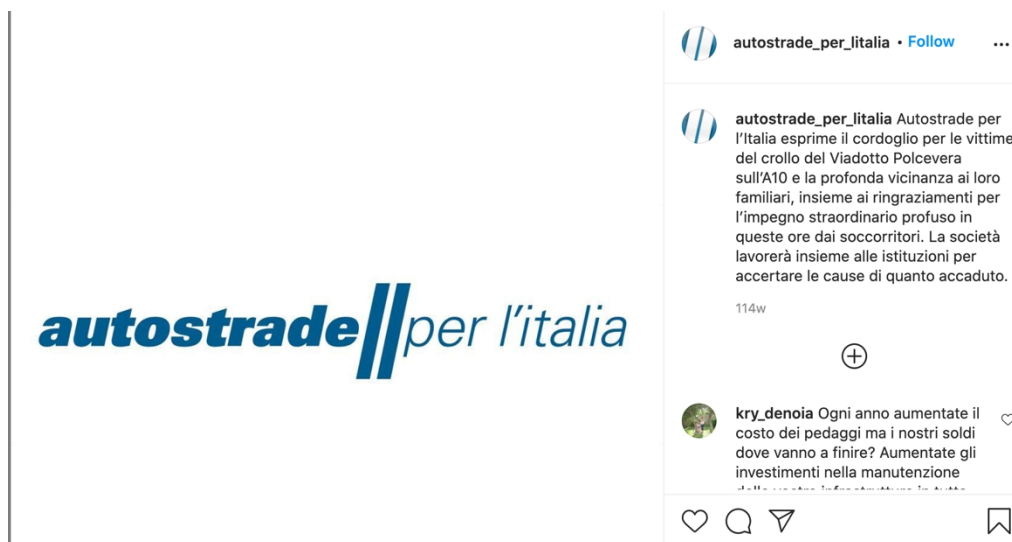 autostrade per l'italia
autostrade_per_litalia • Follow
autostrade_per_litalia Autostrade per
l'Italia esprime il cordoglio per le vittime
del crollo del Viadotto Polcevera
sull'A10 e la profonda vicinanza ai loro
familiari, insieme ai ringraziamenti per
l'impegno straordinario profuso in
queste ore dai soccorritori. La società
lavorerà insieme alle istituzioni per
accertare le cause di quanto accaduto.
114w
kry_denoia Ogni anno aumentate il
costo dei pedaggi ma i nostri soldi
dove vanno a finire? Aumentate gli
investimenti nella manutenzione